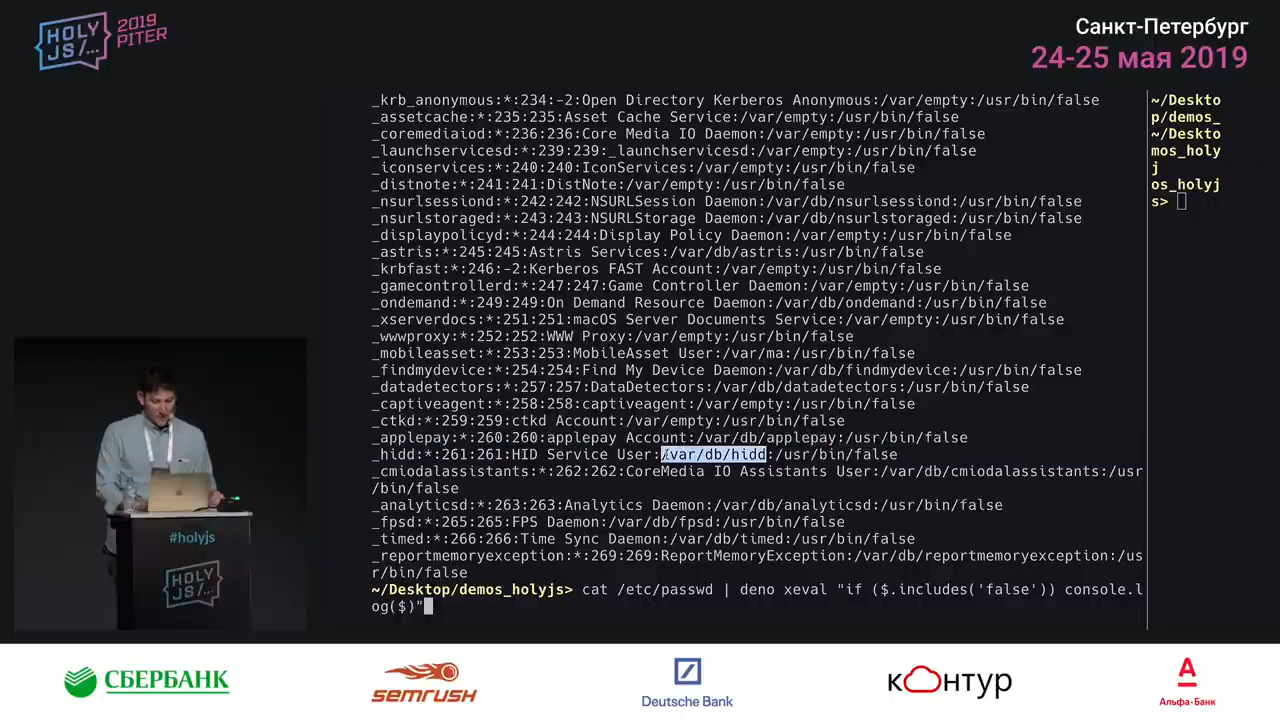 HOLY
JS/...
2019
PITER
Санкт-Петербург
24-25 мая 2019
_krb_anonymous:*:234:-2:Open Directory Kerberos Anonymous:/var/empty:/usr/bin/false
_assetcache:*:235:235:Asset Cache Service:/var/empty:/usr/bin/false
_coremediaiod:*:236:236:Core Media IO Daemon:/var/empty:/usr/bin/false
_launchservicesd:*:239:239:_launchservicesd:/var/empty:/usr/bin/false
_iconservices:*:240:240:IconServices:/var/empty:/usr/bin/false
_distnote:*:241:241:DistNote:/var/empty:/usr/bin/false
_nsurlsessiond:*:242:242:NSURLSession Daemon:/var/db/nsurlsessiond:/usr/bin/false
_nsurlstoraged:*:243:243:NSURLStorage Daemon:/var/db/nsurlstoraged:/usr/bin/false
_displaypolicyd:*:244:244:Display Policy Daemon:/var/empty:/usr/bin/false
_astris:*:245:245:Astris Services:/var/db/astris:/usr/bin/false
_krbfast:*:246:-2:Kerberos FAST Account:/var/empty:/usr/bin/false
_gamecontrollerd:*:247:247:Game Controller Daemon:/var/empty:/usr/bin/false
_ondemand:*:249:249:On Demand Resource Daemon:/var/db/ondemand:/usr/bin/false
_xserverdocs:*:251:251:macOS Server Documents Service:/var/empty:/usr/bin/false
_wwwproxy:*:252:252:WWW Proxy:/var/empty:/usr/bin/false
_mobileasset:*:253:253:MobileAsset User:/var/ma:/usr/bin/false
_findmydevice:*:254:254:Find My Device Daemon:/var/db/findmydevice:/usr/bin/false
_datadetectors:*:257:257:DataDetectors:/var/db/datadetectors:/usr/bin/false
_captiveagent:*:258:258:captiveagent:/var/empty:/usr/bin/false
_ctkd:*:259:259:ctkd Account:/var/empty:/usr/bin/false
_applepay:*:260:260:applepay Account:/var/db/applepay:/usr/bin/false
_hidd:*:261:261:HID Service User:/var/db/hidd:/usr/bin/false
_cmiodalassistants:*:262:262:CoreMedia IO Assistants User:/var/db/cmiodalassistants:/usr
/bin/false
_analyticsd:*:263:263:Analytics Daemon:/var/db/analyticsd:/usr/bin/false
_fpsd:*:265:265:FPS Daemon:/var/db/fpsd:/usr/bin/false
_timed:*:266:266:Time Sync Daemon:/var/db/timed:/usr/bin/false
_reportmemoryexception:*:269:269:ReportMemoryException:/var/db/reportmemoryexception:/us
r/bin/false
~/Desktop/demos_holyjs> cat /etc/passwd | deno xeval "if ($.includes('false')) console.l
og($)"
~/Deskto
p/demos_
~/Deskto
mos_holy
j
os_holyj
s>
#holyjs
HOLY
JS/...
СБЕРБАНК
semrush
Deutsche Bank
контур
А
Альфа·Банк